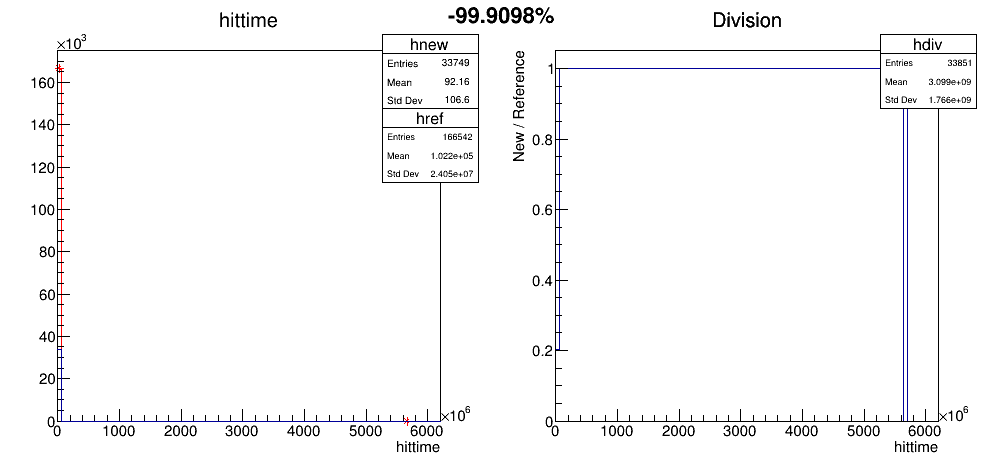 -99.9098%
hittime
×10³
hnew
Entries 33749
Mean 92.16
Std Dev 106.6
href
Entries 166542
Mean 1.022e+05
Std Dev 2.405e+07
160
140
120
100
80
60
40
20
0
0 1000 2000 3000 4000 5000 6000
×10⁶
hittime
Division
hdiv
Entries 33851
Mean 3.099e+09
Std Dev 1.766e+09
New / Reference
1
0.8
0.6
0.4
0.2
0
0 1000 2000 3000 4000 5000 6000
×10⁶
hittime